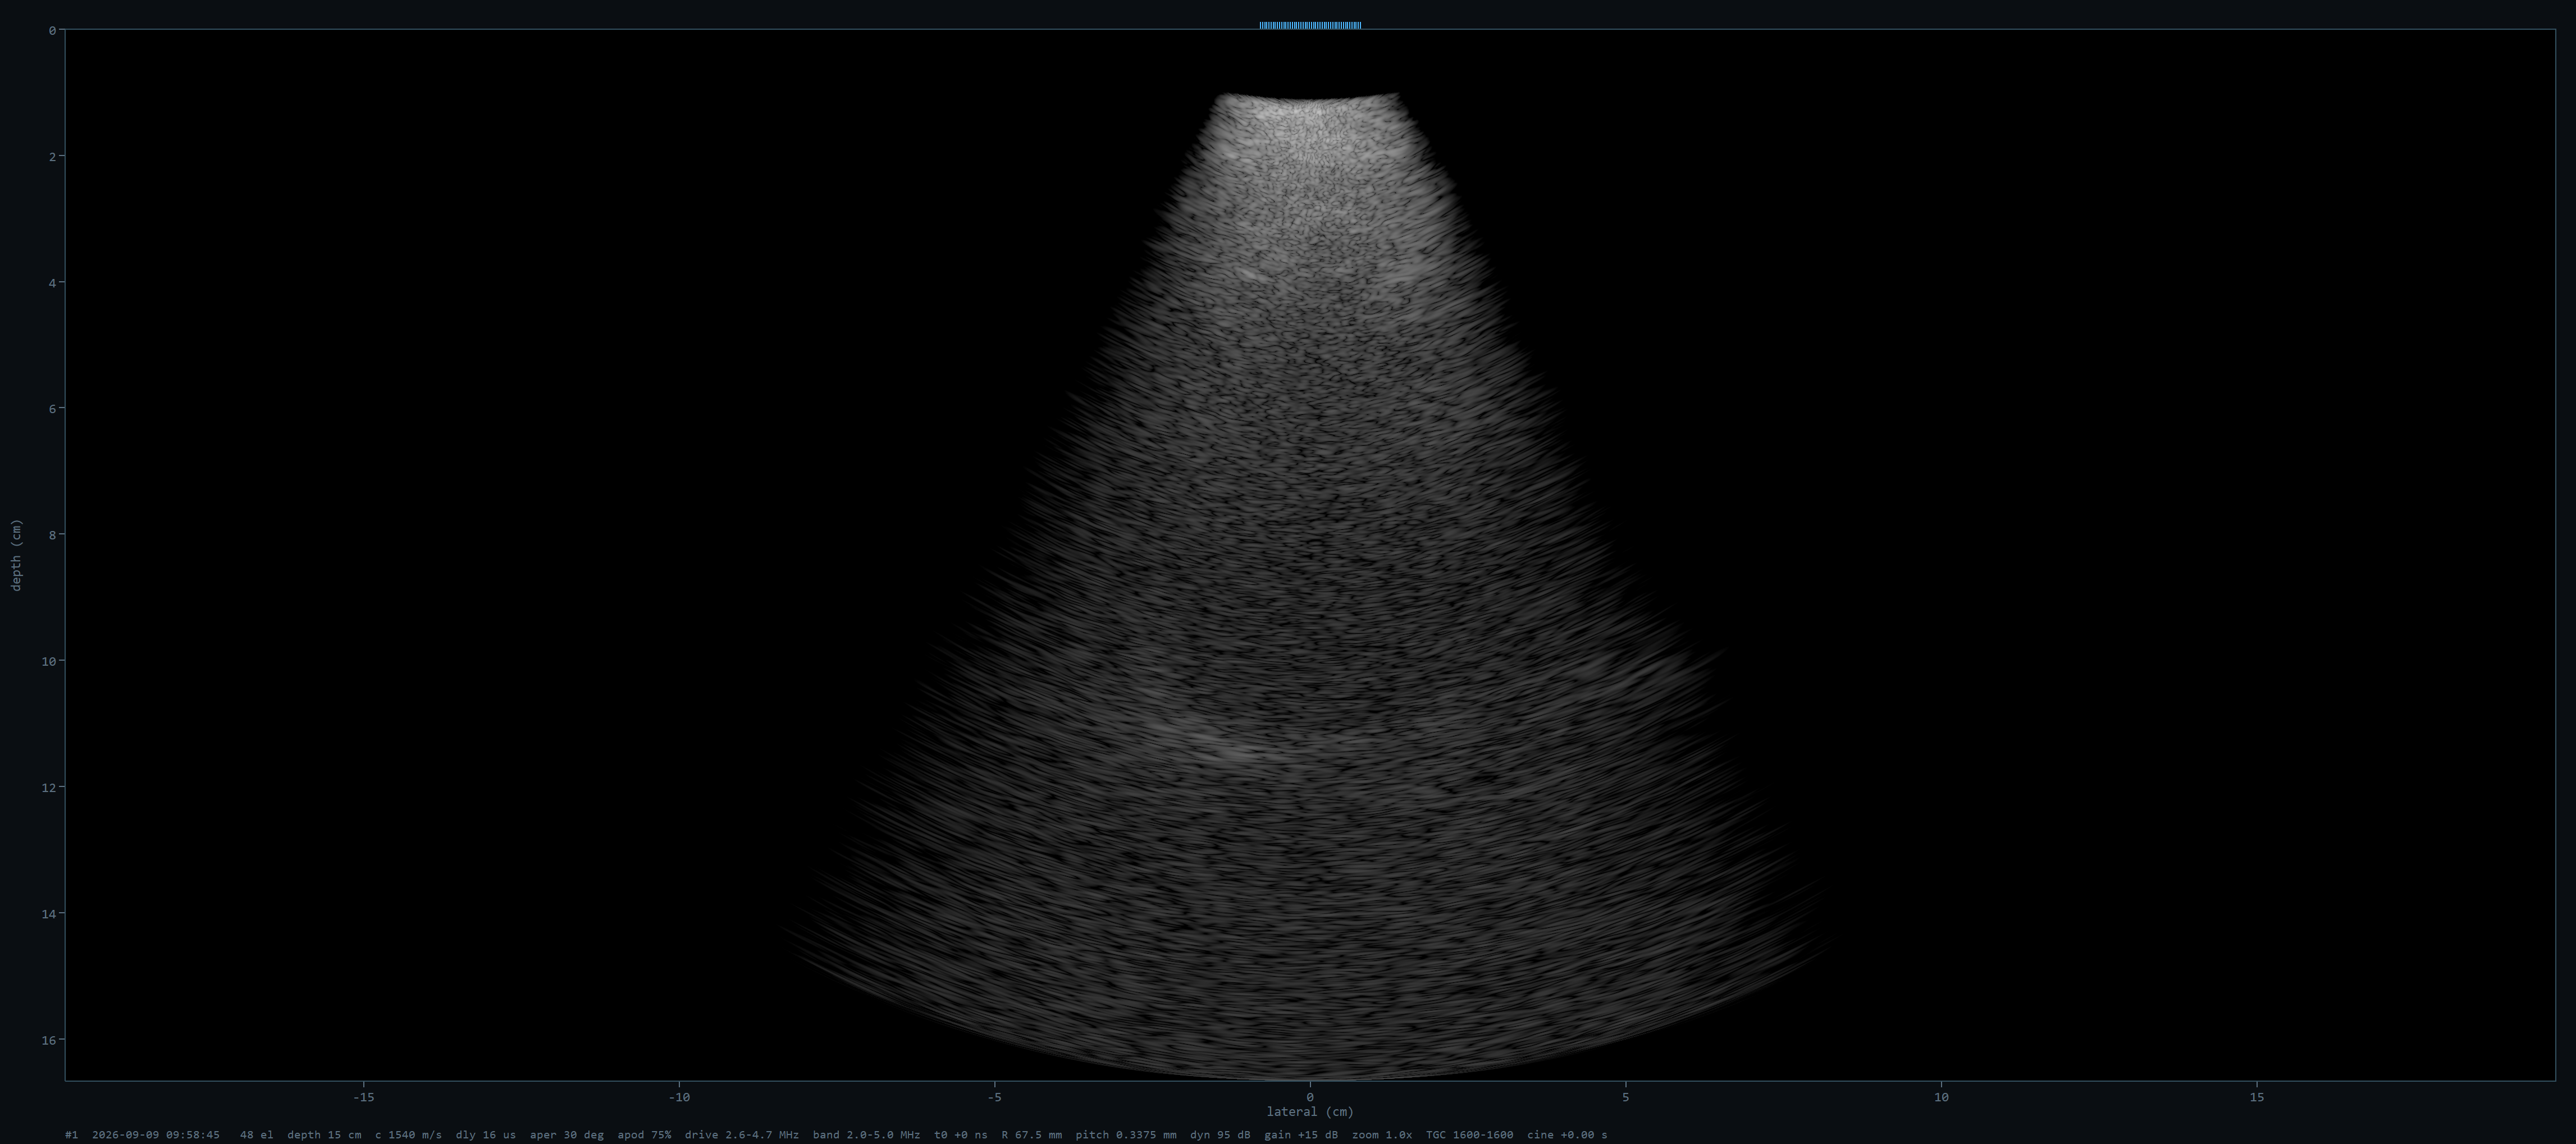 0
2
4
6
8
10
12
14
16
depth (cm)
-15 -10 -5 0 5 10 15
lateral (cm)
#1 2026-09-09 09:58:45 48 el depth 15 cm c 1540 m/s dly 16 us aper 30 deg apod 75% drive 2.6-4.7 MHz band 2.0-5.0 MHz t0 +0 ns R 67.5 mm pitch 0.3375 mm dyn 95 dB gain +15 dB zoom 1.0x TGC 1600-1600 cine +0.00 s